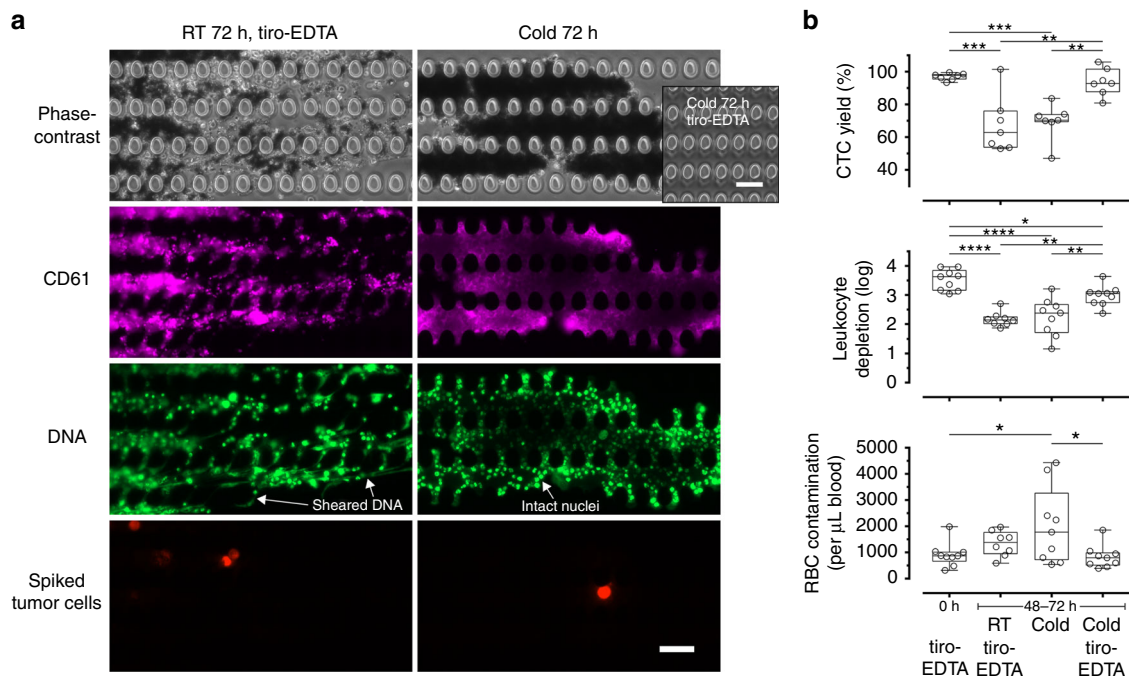 a
RT 72 h, tiro-EDTA
Cold 72 h
Phase-
contrast
Cold 72 h
tiro-EDTA
CD61
DNA
Sheared DNA
Intact nuclei
Spiked
tumor cells
b
***
***
**
**
CTC yield (%)
100
80
60
40
*
****
****
**
**
Leukocyte
depletion (log)
4
3
2
1
0
*
*
RBC contamination
(per μL blood)
5000
4000
3000
2000
1000
0
0 h
48–72 h
tiro-
EDTA
RT
tiro-
EDTA
Cold
Cold
tiro-
EDTA